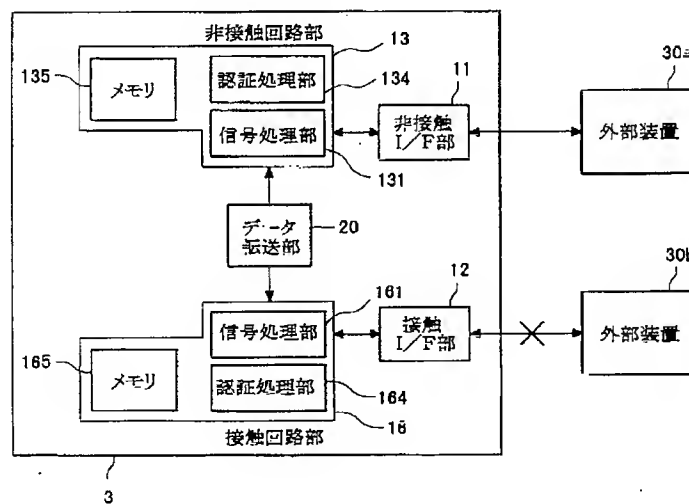 非接触回路部
13
135
メモリ
認証処理部
134
信号処理部
131
11
非接触
I/F部
30a
外部装置
データ
転送部
20
161
信号処理部
12
接触
I/F部
30b
外部装置
165
メモリ
認証処理部
164
16
接触回路部
3